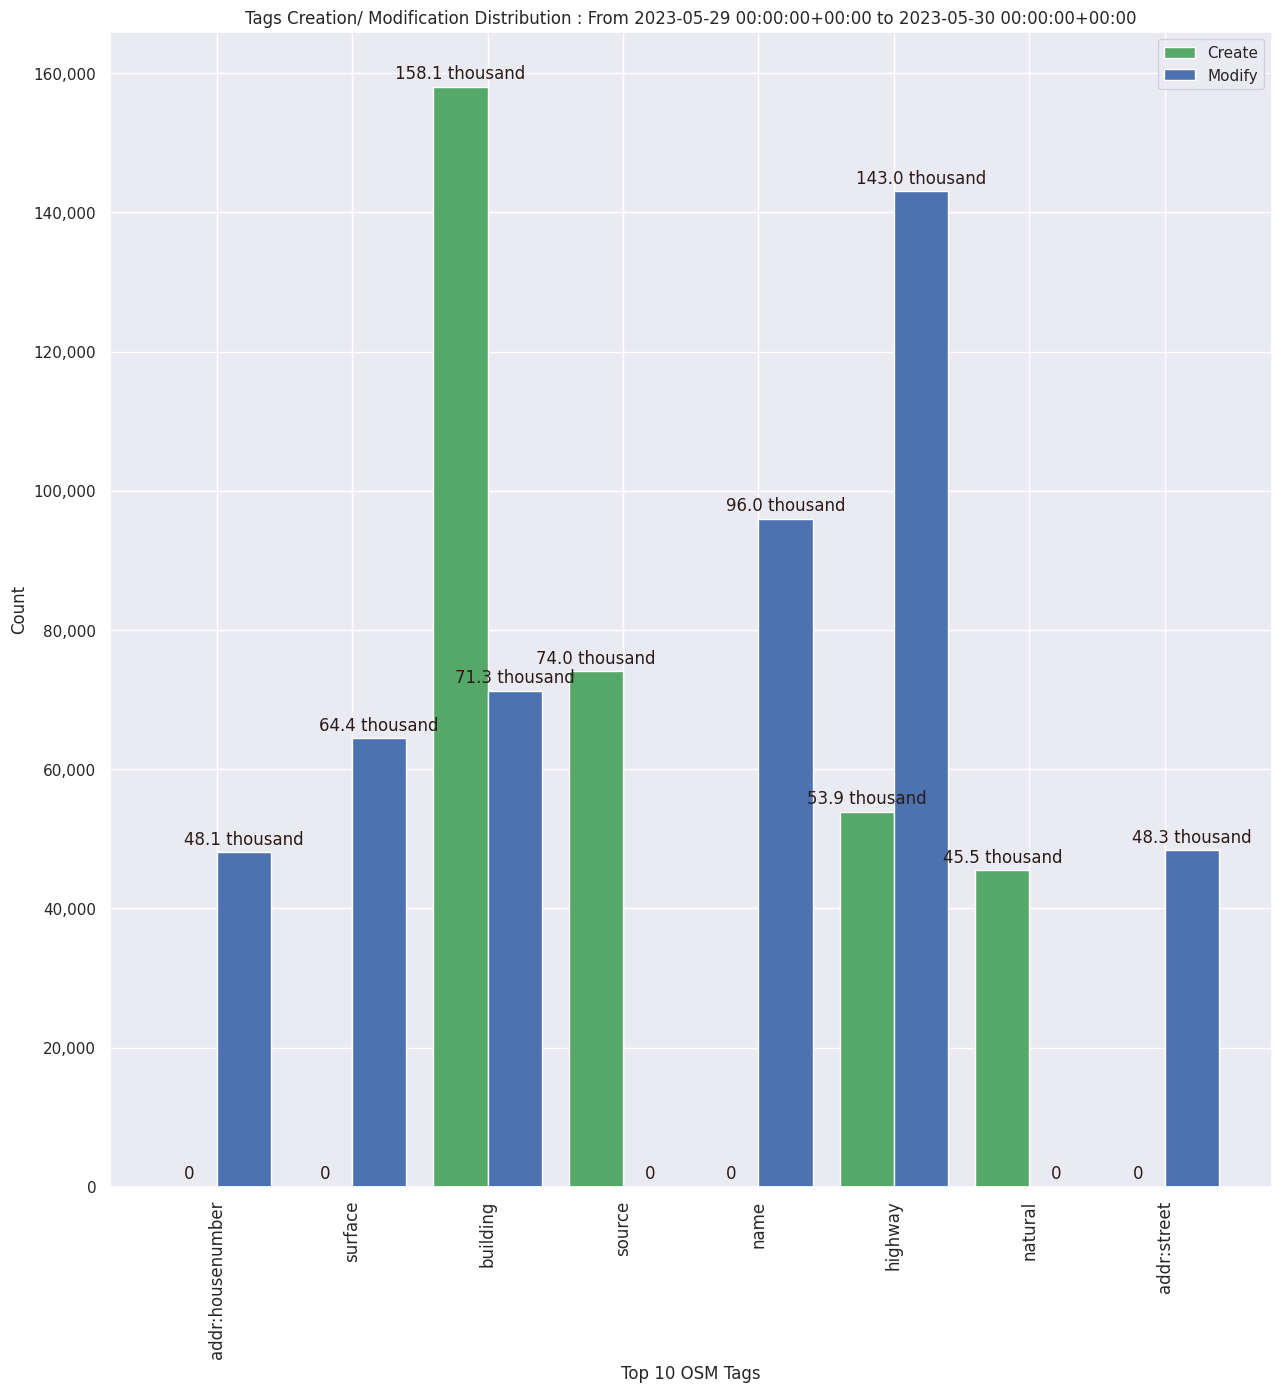 Tags Creation/ Modification Distribution : From 2023-05-29 00:00:00+00:00 to 2023-05-30 00:00:00+00:00
Create
Modify
160,000
140,000
120,000
100,000
80,000
60,000
40,000
20,000
0
Count
158.1 thousand
143.0 thousand
96.0 thousand
74.0 thousand
71.3 thousand
64.4 thousand
53.9 thousand
48.1 thousand
48.3 thousand
45.5 thousand
0
0
0
0
0
0
addr:housenumber
surface
building
source
name
highway
natural
addr:street
Top 10 OSM Tags